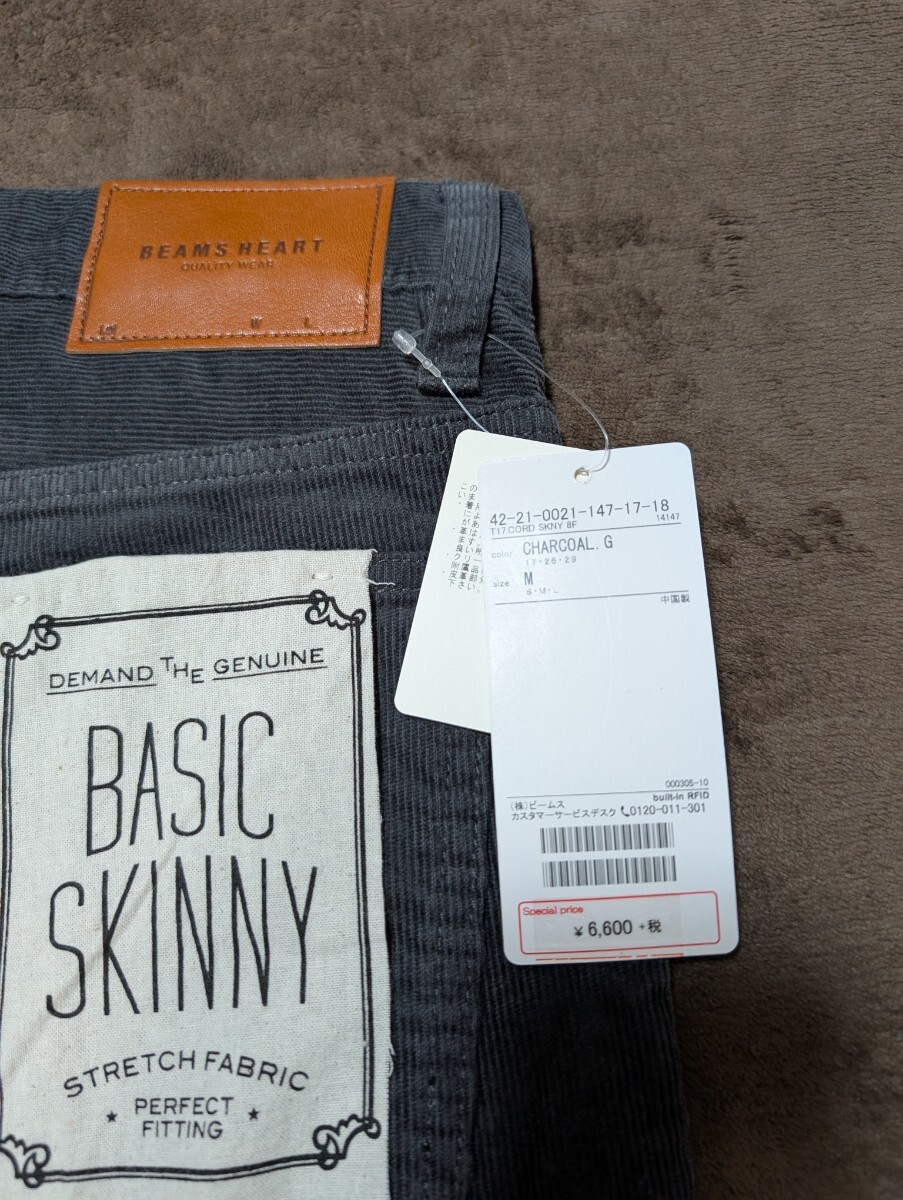 BEAMS HEART
QUALITY WEAR
W L
42-21-0021-147-17-18
T17.CORD SKNY 8F 14147
color CHARCOAL.G
17・26・29
size M
S・M・L
中国製
000305-10
built-in RFID
(株)ビームス
カスタマーサービスデスク 0120-011-301
Special price
¥6,600 +税
DEMAND THE GENUINE
BASIC
SKINNY
STRETCH FABRIC
★ PERFECT ★
FITTING